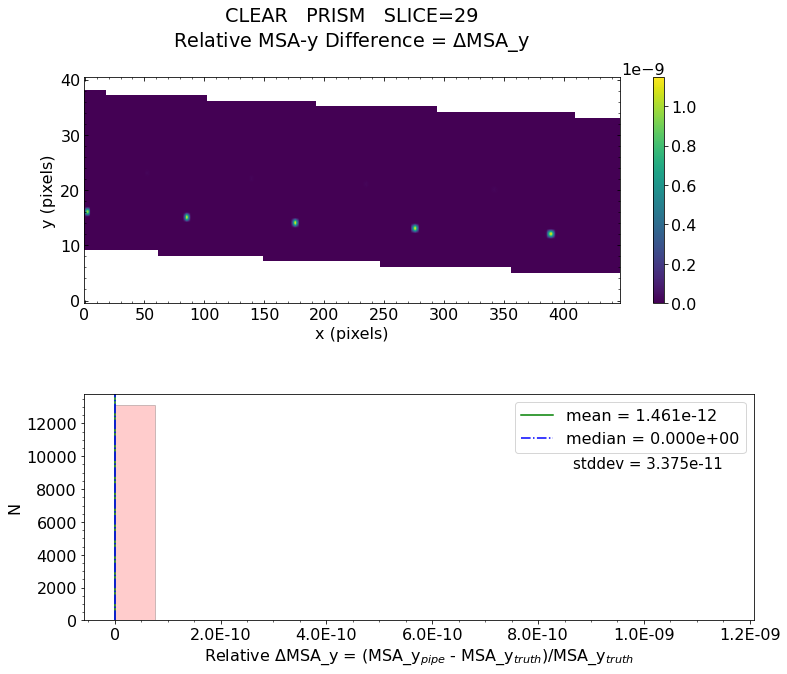 CLEAR PRISM SLICE=29
Relative MSA-y Difference = ΔMSA_y
1e−9
40
30
20
10
0
y (pixels)
0 50 100 150 200 250 300 350 400
x (pixels)
1.0
0.8
0.6
0.4
0.2
0.0
12000
10000
8000
6000
4000
2000
0
N
mean = 1.461e-12
median = 0.000e+00
stddev = 3.375e-11
0 2.0E-10 4.0E-10 6.0E-10 8.0E-10 1.0E-09 1.2E-09
Relative ΔMSA_y = (MSA_y_pipe - MSA_y_truth)/MSA_y_truth